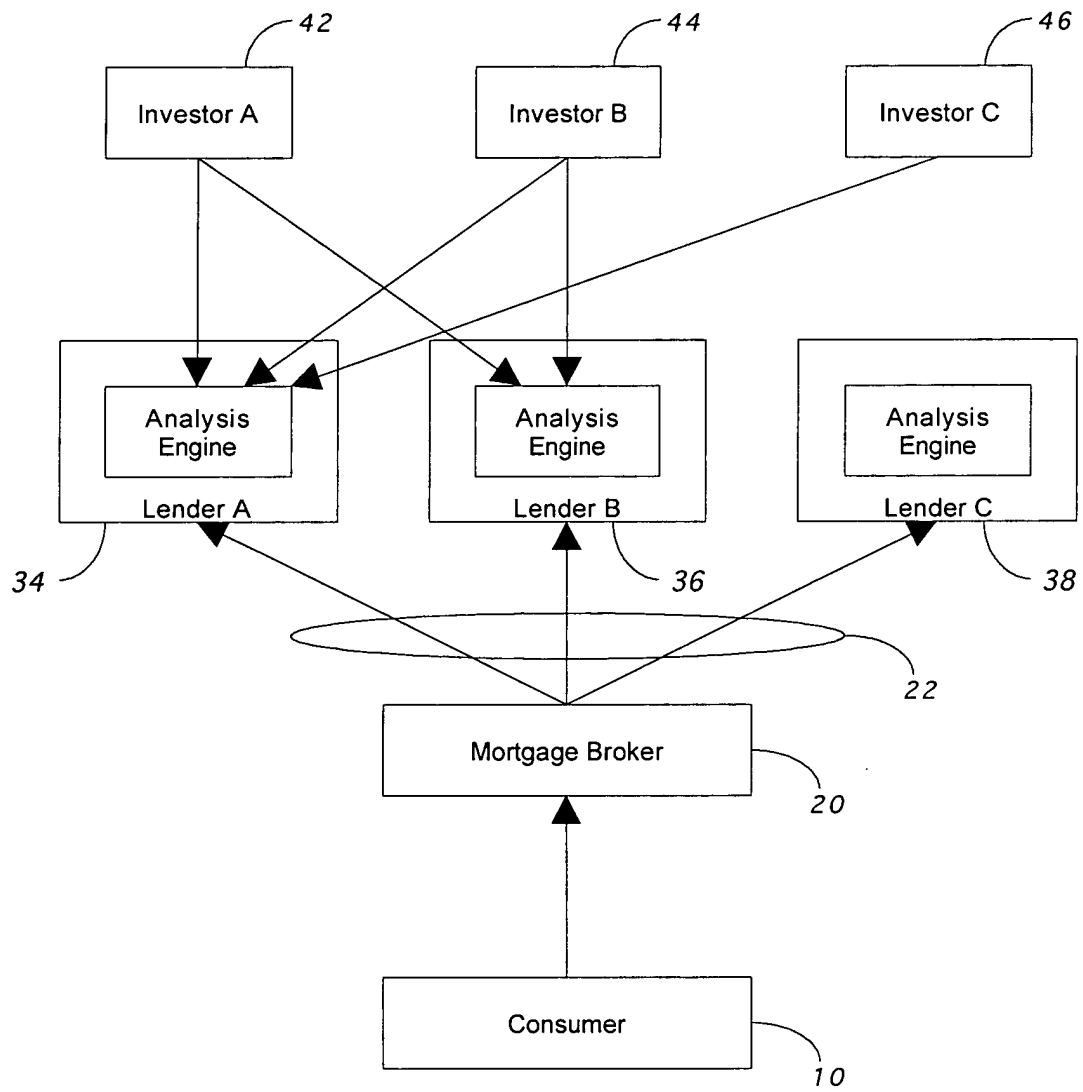 42
44
46
Investor A
Investor B
Investor C
Analysis
Engine
Analysis
Engine
Analysis
Engine
Lender A
Lender B
Lender C
34
36
38
22
Mortgage Broker
20
Consumer
10